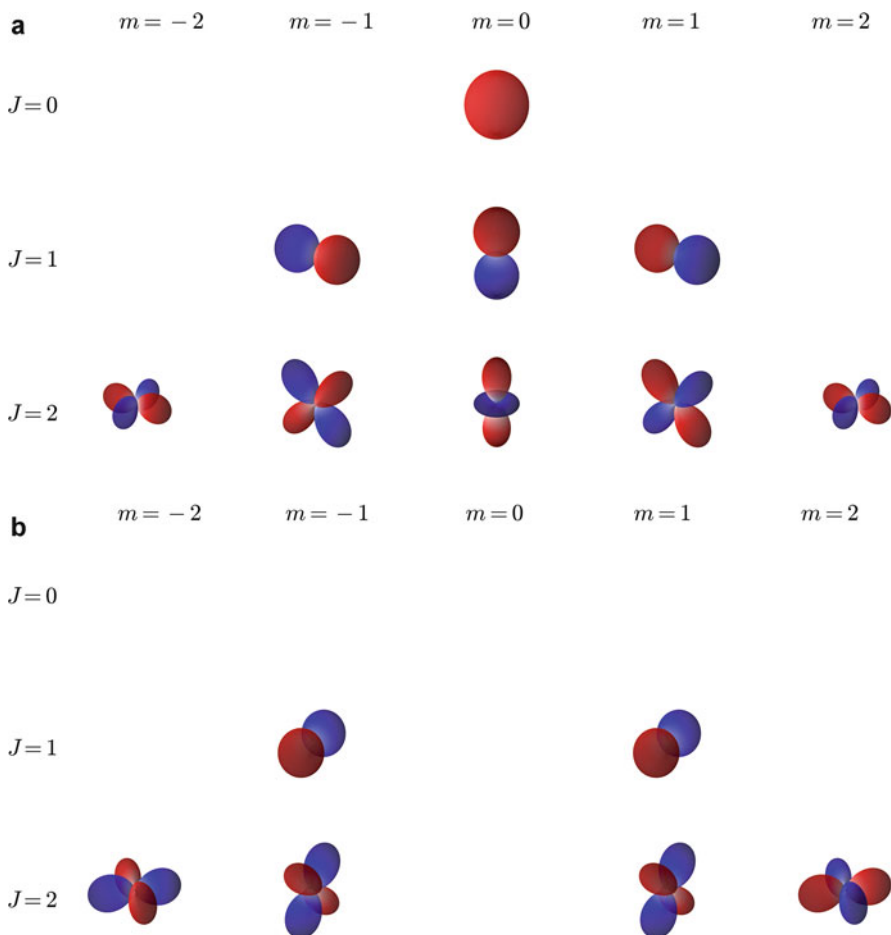 a m = −2 m = −1 m = 0 m = 1 m = 2
J = 0
J = 1
J = 2
b m = −2 m = −1 m = 0 m = 1 m = 2
J = 0
J = 1
J = 2